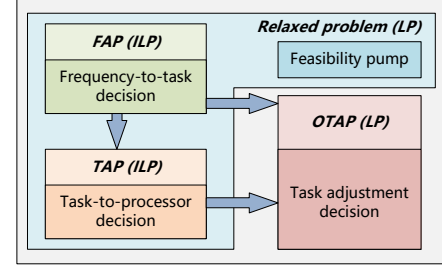 Relaxed problem (LP)
FAP (ILP)
Frequency-to-task
decision
Feasibility pump
OTAP (LP)
Task adjustment
decision
TAP (ILP)
Task-to-processor
decision